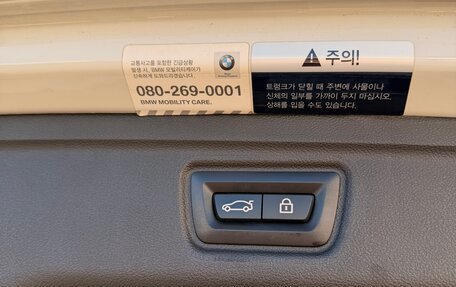 교통사고를 포함한 긴급상황
발생 시, BMW 모빌리티케어가
신속하게 도와드리겠습니다.
080-269-0001
BMW MOBILITY CARE.
주의!
트렁크가 닫힐 때 주변에 사물이나
신체의 일부를 가까이 두지 마십시오.
상해를 입을 수도 있습니다.